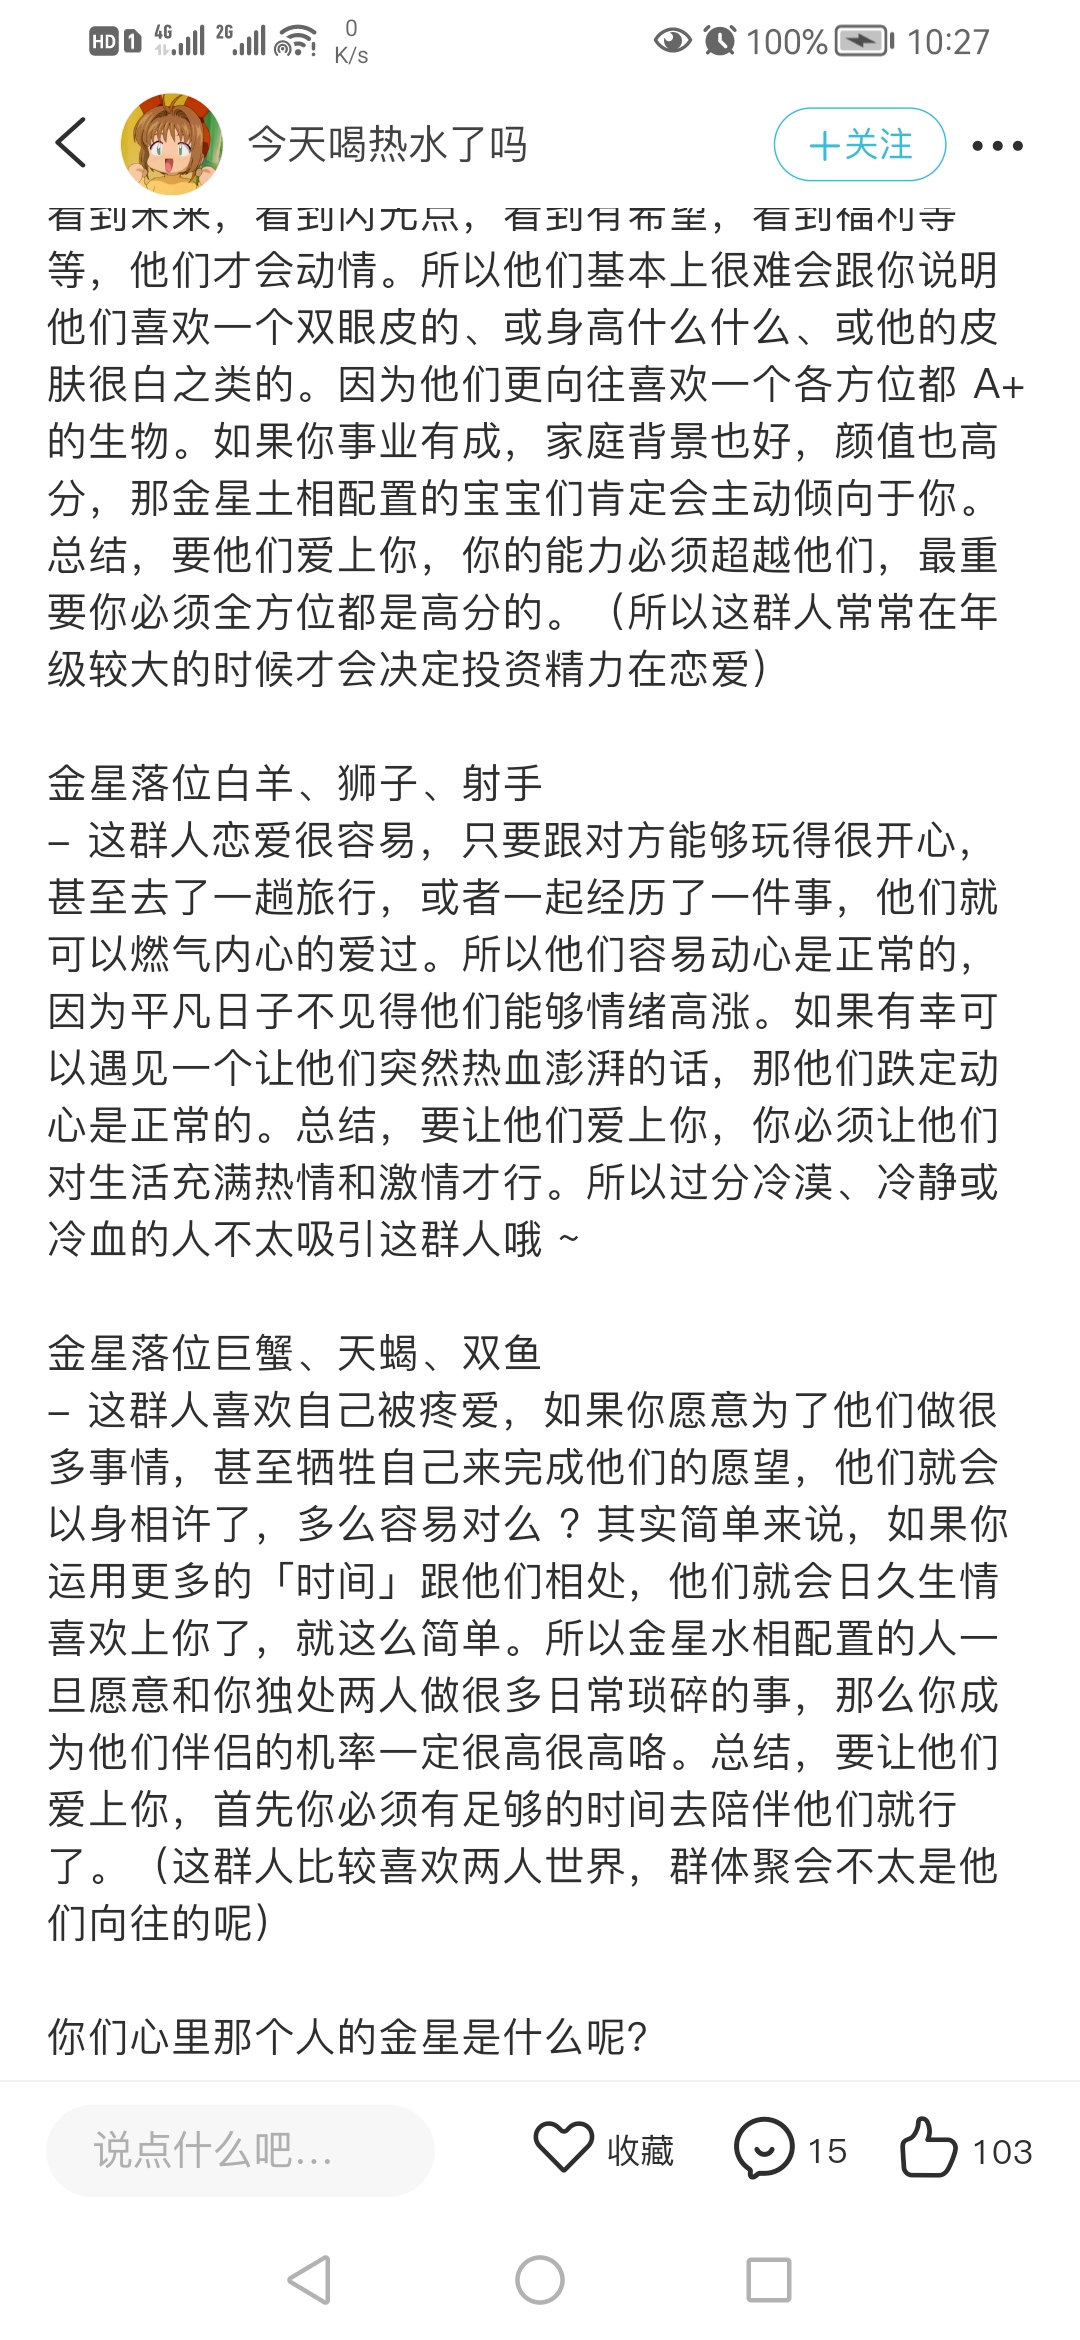 HD 1 4G 2G 0 K/s 100% 10:27
今天喝热水了吗
+关注
看到未来，看到闪光点，看到有希望，看到福利等
等，他们才会动情。所以他们基本上很难会跟你说明
他们喜欢一个双眼皮的、或身高什么什么、或他的皮
肤很白之类的。因为他们更向往喜欢一个各方位都 A+
的生物。如果你事业有成，家庭背景也好，颜值也高
分，那金星土相配置的宝宝们肯定会主动倾向于你。
总结，要他们爱上你，你的能力必须超越他们，最重
要你必须全方位都是高分的。（所以这群人常常在年
级较大的时候才会决定投资精力在恋爱）
金星落位白羊、狮子、射手
– 这群人恋爱很容易，只要跟对方能够玩得很开心，
甚至去了一趟旅行，或者一起经历了一件事，他们就
可以燃气内心的爱过。所以他们容易动心是正常的，
因为平凡日子不见得他们能够情绪高涨。如果有幸可
以遇见一个让他们突然热血澎湃的话，那他们跌定动
心是正常的。总结，要让他们爱上你，你必须让他们
对生活充满热情和激情才行。所以过分冷漠、冷静或
冷血的人不太吸引这群人哦 ~
金星落位巨蟹、天蝎、双鱼
– 这群人喜欢自己被疼爱，如果你愿意为了他们做很
多事情，甚至牺牲自己来完成他们的愿望，他们就会
以身相许了，多么容易对么 ? 其实简单来说，如果你
运用更多的「时间」跟他们相处，他们就会日久生情
喜欢上你了，就这么简单。所以金星水相配置的人一
旦愿意和你独处两人做很多日常琐碎的事，那么你成
为他们伴侣的机率一定很高很高咯。总结，要让他们
爱上你，首先你必须有足够的时间去陪伴他们就行
了。（这群人比较喜欢两人世界，群体聚会不太是他
们向往的呢）
你们心里那个人的金星是什么呢?
说点什么吧...
收藏
15
103